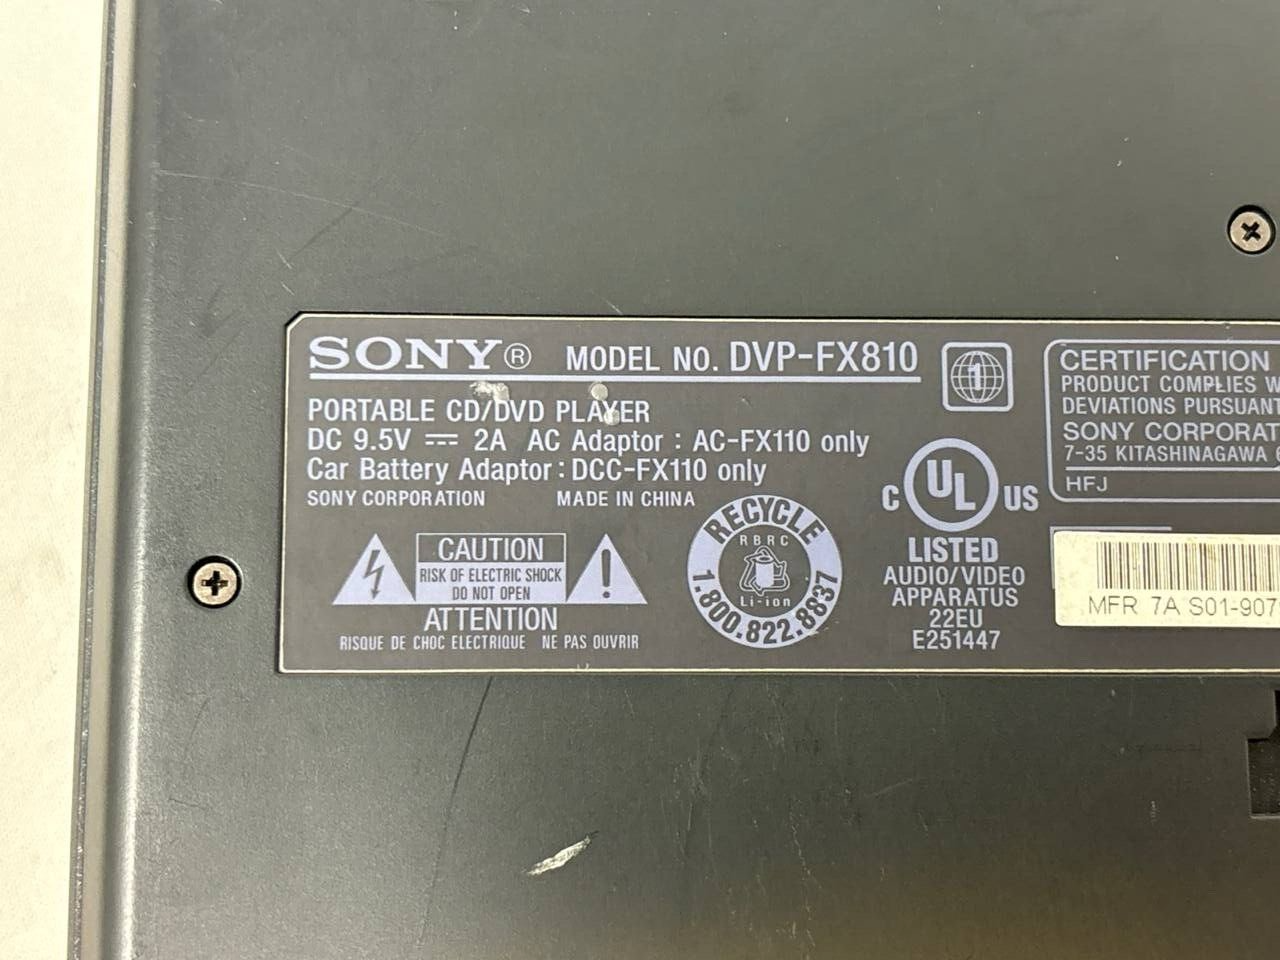 SONY® MODEL NO. DVP-FX810
PORTABLE CD/DVD PLAYER
DC 9.5V ⎓ 2A AC Adaptor : AC-FX110 only
Car Battery Adaptor : DCC-FX110 only
SONY CORPORATION MADE IN CHINA
CAUTION
RISK OF ELECTRIC SHOCK
DO NOT OPEN
ATTENTION
RISQUE DE CHOC ELECTRIQUE NE PAS OUVRIR
RECYCLE
RBRC
Li-ion
1.800.822.8837
1
C UL US
LISTED
AUDIO/VIDEO
APPARATUS
22EU
E251447
CERTIFICATION
PRODUCT COMPLIES W
DEVIATIONS PURSUANT
SONY CORPORAT
7-35 KITASHINAGAWA 6
HFJ
MFR 7A S01-907